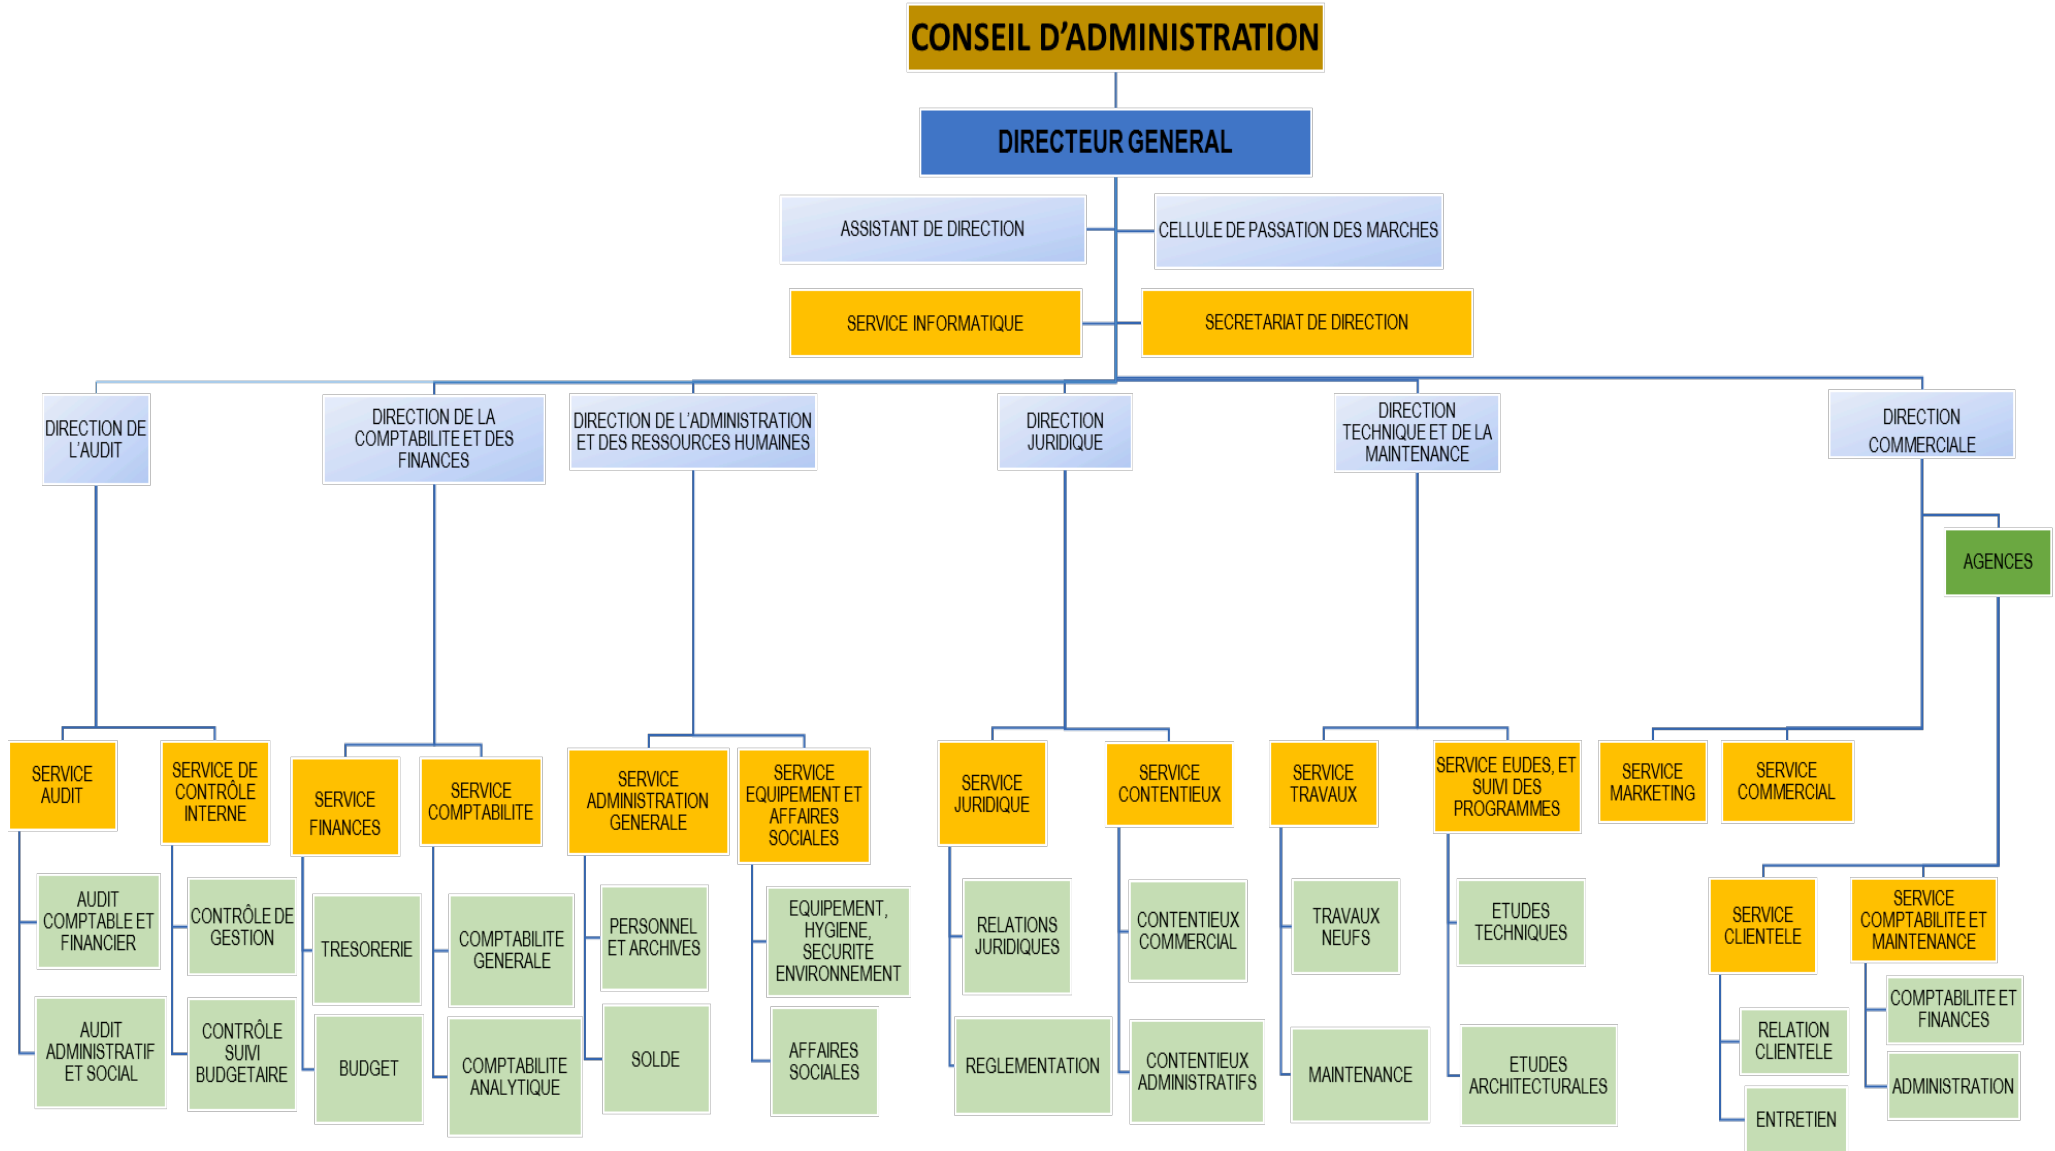 CONSEIL D’ADMINISTRATION
DIRECTEUR GENERAL
ASSISTANT DE DIRECTION
CELLULE DE PASSATION DES MARCHES
SERVICE INFORMATIQUE
SECRETARIAT DE DIRECTION
DIRECTION DE
L’AUDIT
DIRECTION DE LA
COMPTABILITE ET DES
FINANCES
DIRECTION DE L’ADMINISTRATION
ET DES RESSOURCES HUMAINES
DIRECTION
JURIDIQUE
DIRECTION
TECHNIQUE ET DE LA
MAINTENANCE
DIRECTION
COMMERCIALE
AGENCES
SERVICE
AUDIT
SERVICE DE
CONTRÔLE
INTERNE
SERVICE
FINANCES
SERVICE
COMPTABILITE
SERVICE
ADMINISTRATION
GENERALE
SERVICE
EQUIPEMENT ET
AFFAIRES
SOCIALES
SERVICE
JURIDIQUE
SERVICE
CONTENTIEUX
SERVICE
TRAVAUX
SERVICE EUDES, ET
SUIVI DES
PROGRAMMES
SERVICE
MARKETING
SERVICE
COMMERCIAL
AUDIT
COMPTABLE ET
FINANCIER
CONTRÔLE DE
GESTION
TRESORERIE
COMPTABILITE
GENERALE
PERSONNEL
ET ARCHIVES
EQUIPEMENT,
HYGIENE,
SECURITE
ENVIRONNEMENT
RELATIONS
JURIDIQUES
CONTENTIEUX
COMMERCIAL
TRAVAUX
NEUFS
ETUDES
TECHNIQUES
SERVICE
CLIENTELE
SERVICE
COMPTABILITE ET
MAINTENANCE
AUDIT
ADMINISTRATIF
ET SOCIAL
CONTRÔLE
SUIVI
BUDGETAIRE
BUDGET
COMPTABILITE
ANALYTIQUE
SOLDE
AFFAIRES
SOCIALES
REGLEMENTATION
CONTENTIEUX
ADMINISTRATIFS
MAINTENANCE
ETUDES
ARCHITECTURALES
RELATION
CLIENTELE
COMPTABILITE ET
FINANCES
ENTRETIEN
ADMINISTRATION